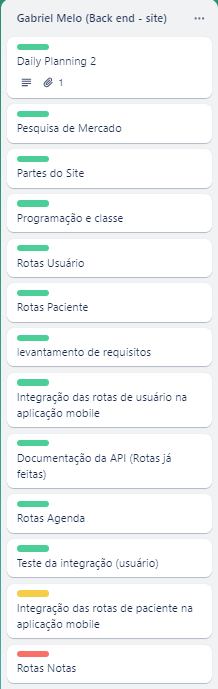 Gabriel Melo (Back end - site)
Daily Planning 2
1
Pesquisa de Mercado
Partes do Site
Programação e classe
Rotas Usuário
Rotas Paciente
levantamento de requisitos
Integração das rotas de usuário na
aplicação mobile
Documentação da API (Rotas já
feitas)
Rotas Agenda
Teste da integração (usuário)
Integração das rotas de paciente na
aplicação mobile
Rotas Notas